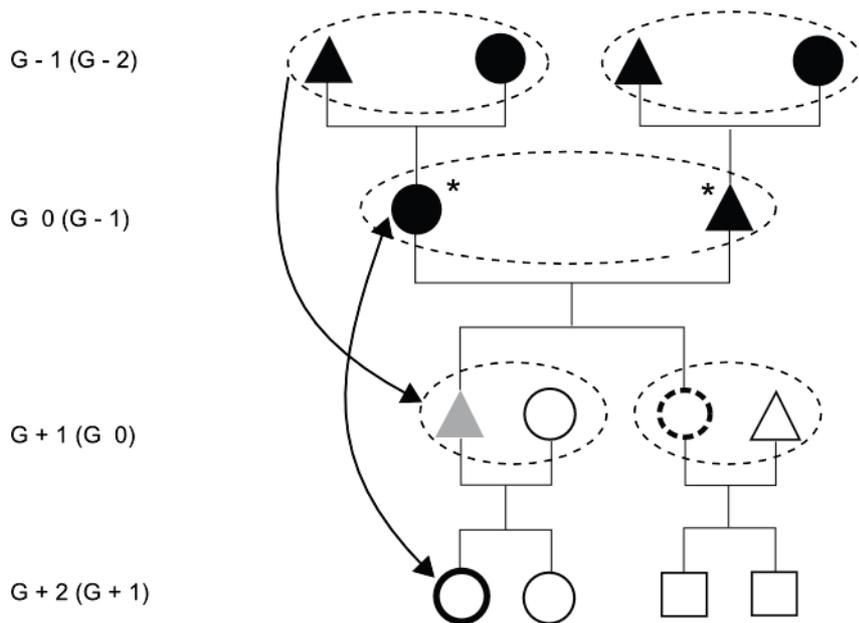 G - 1 (G - 2)
* *
G 0 (G - 1)
G + 1 (G 0)
G + 2 (G + 1)